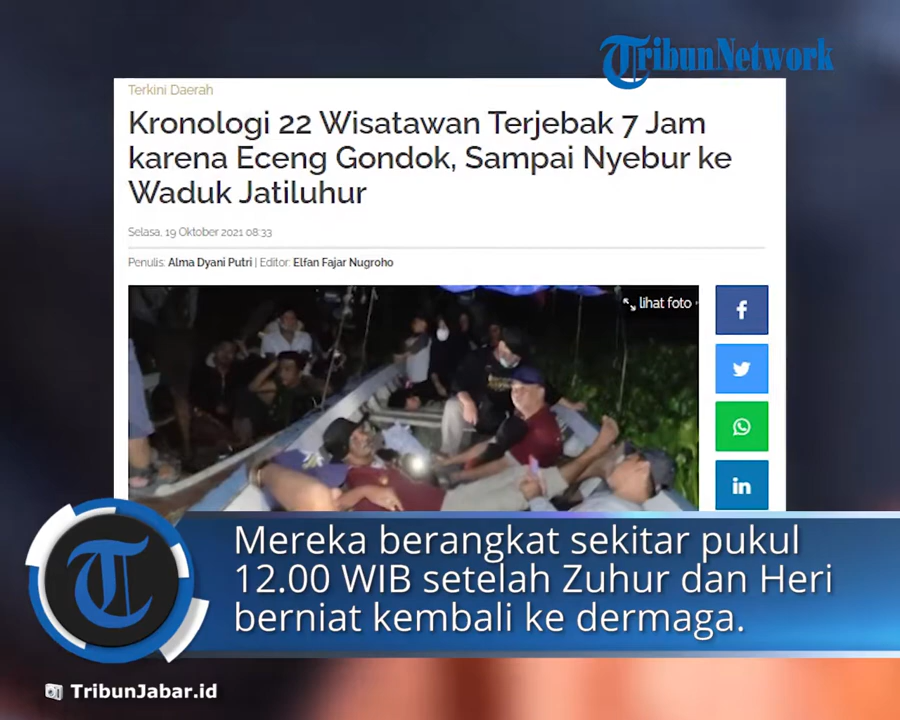 TribunNetwork
Terkini Daerah
Kronologi 22 Wisatawan Terjebak 7 Jam
karena Eceng Gondok, Sampai Nyebur ke
Waduk Jatiluhur
Selasa, 19 Oktober 2021 08:33
Penulis: Alma Dyani Putri | Editor: Elfan Fajar Nugroho
lihat foto
f
in
T
Mereka berangkat sekitar pukul
12.00 WIB setelah Zuhur dan Heri
berniat kembali ke dermaga.
TribunJabar.id